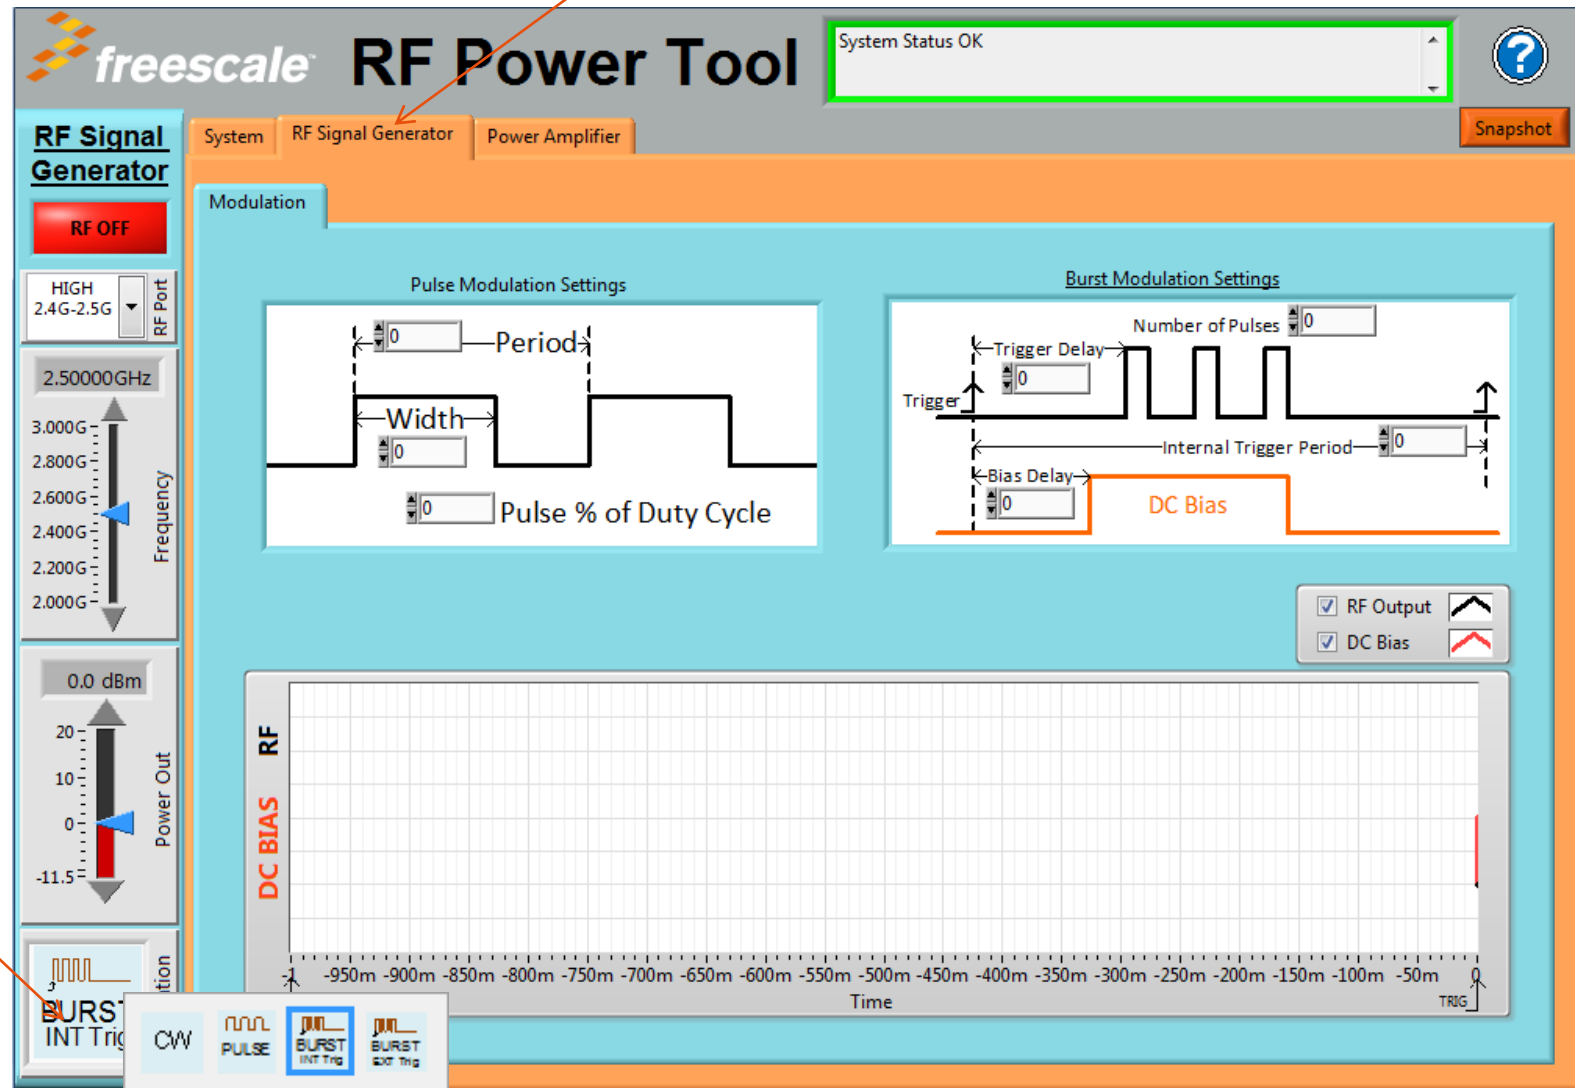 freescale™
RF Power Tool
System Status OK
?
Snapshot
RF Signal
Generator
System
RF Signal Generator
Power Amplifier
RF OFF
Modulation
HIGH
2.4G-2.5G
RF Port
2.50000GHz
3.000G
2.800G
2.600G
2.400G
2.200G
2.000G
Frequency
0.0 dBm
20
10
0
-11.5
Power Out
BURST
INT Trig
Pulse Modulation Settings
0
Period
Width
0
0
Pulse % of Duty Cycle
Burst Modulation Settings
Number of Pulses 0
Trigger Delay
0
Trigger
Internal Trigger Period 0
Bias Delay
0
DC Bias
RF Output
DC Bias
RF
DC BIAS
-1 -950m -900m -850m -800m -750m -700m -650m -600m -550m -500m -450m -400m -350m -300m -250m -200m -150m -100m -50m 0
Time
TRIG
CW
PULSE
BURST
INT Trig
BURST
EXT Trig